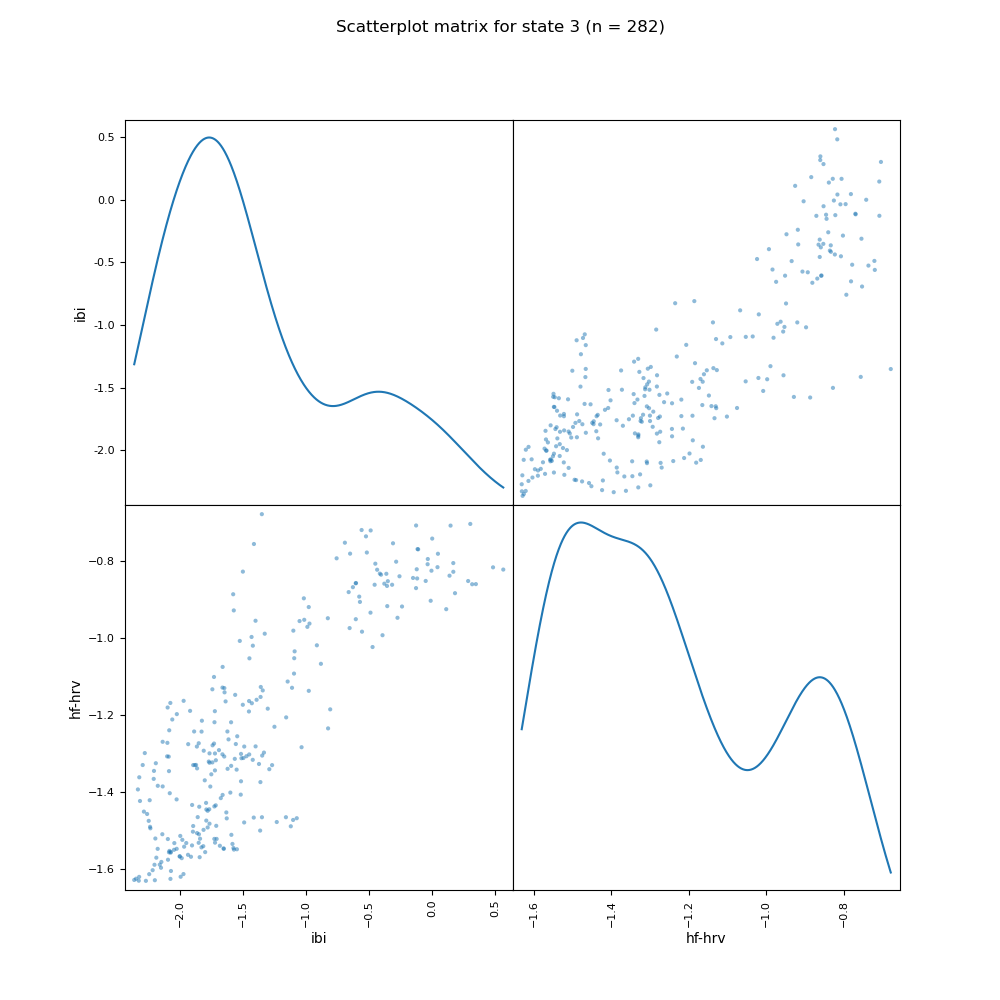 Scatterplot matrix for state 3 (n = 282)
0.5
0.0
−0.5
−1.0
−1.5
−2.0
ibi
−0.8
−1.0
−1.2
−1.4
−1.6
hf-hrv
−2.0 −1.5 −1.0 −0.5 0.0 0.5 −1.6 −1.4 −1.2 −1.0 −0.8
ibi hf-hrv